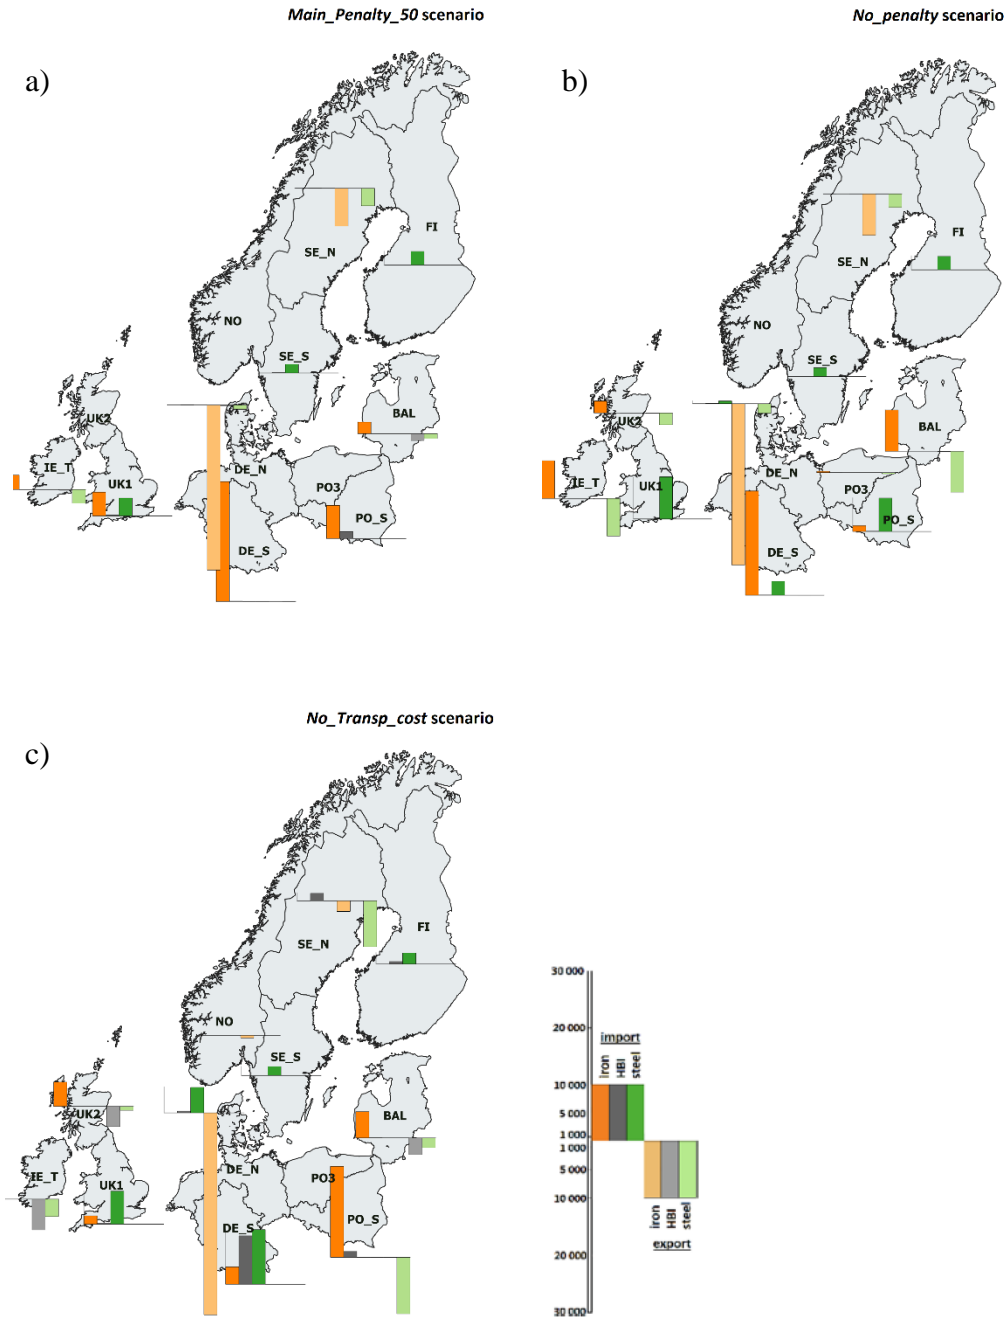 Main_Penalty_50 scenario
No_penalty scenario
a)
b)
SE_N
FI
NO
SE_S
UK2
BAL
IE_T
UK1
DE_N
PO3
PO_S
DE_S
SE_N
FI
NO
SE_S
UK2
BAL
IE_T
UK1
DE_N
PO3
PO_S
DE_S
No_Transp_cost scenario
c)
SE_N
FI
NO
SE_S
UK2
BAL
IE_T
UK1
DE_N
PO3
PO_S
DE_S
30 000
20 000
import
iron HBI steel
10 000
5 000
1 000
1 000
5 000
10 000
iron HBI steel
export
20 000
30 000